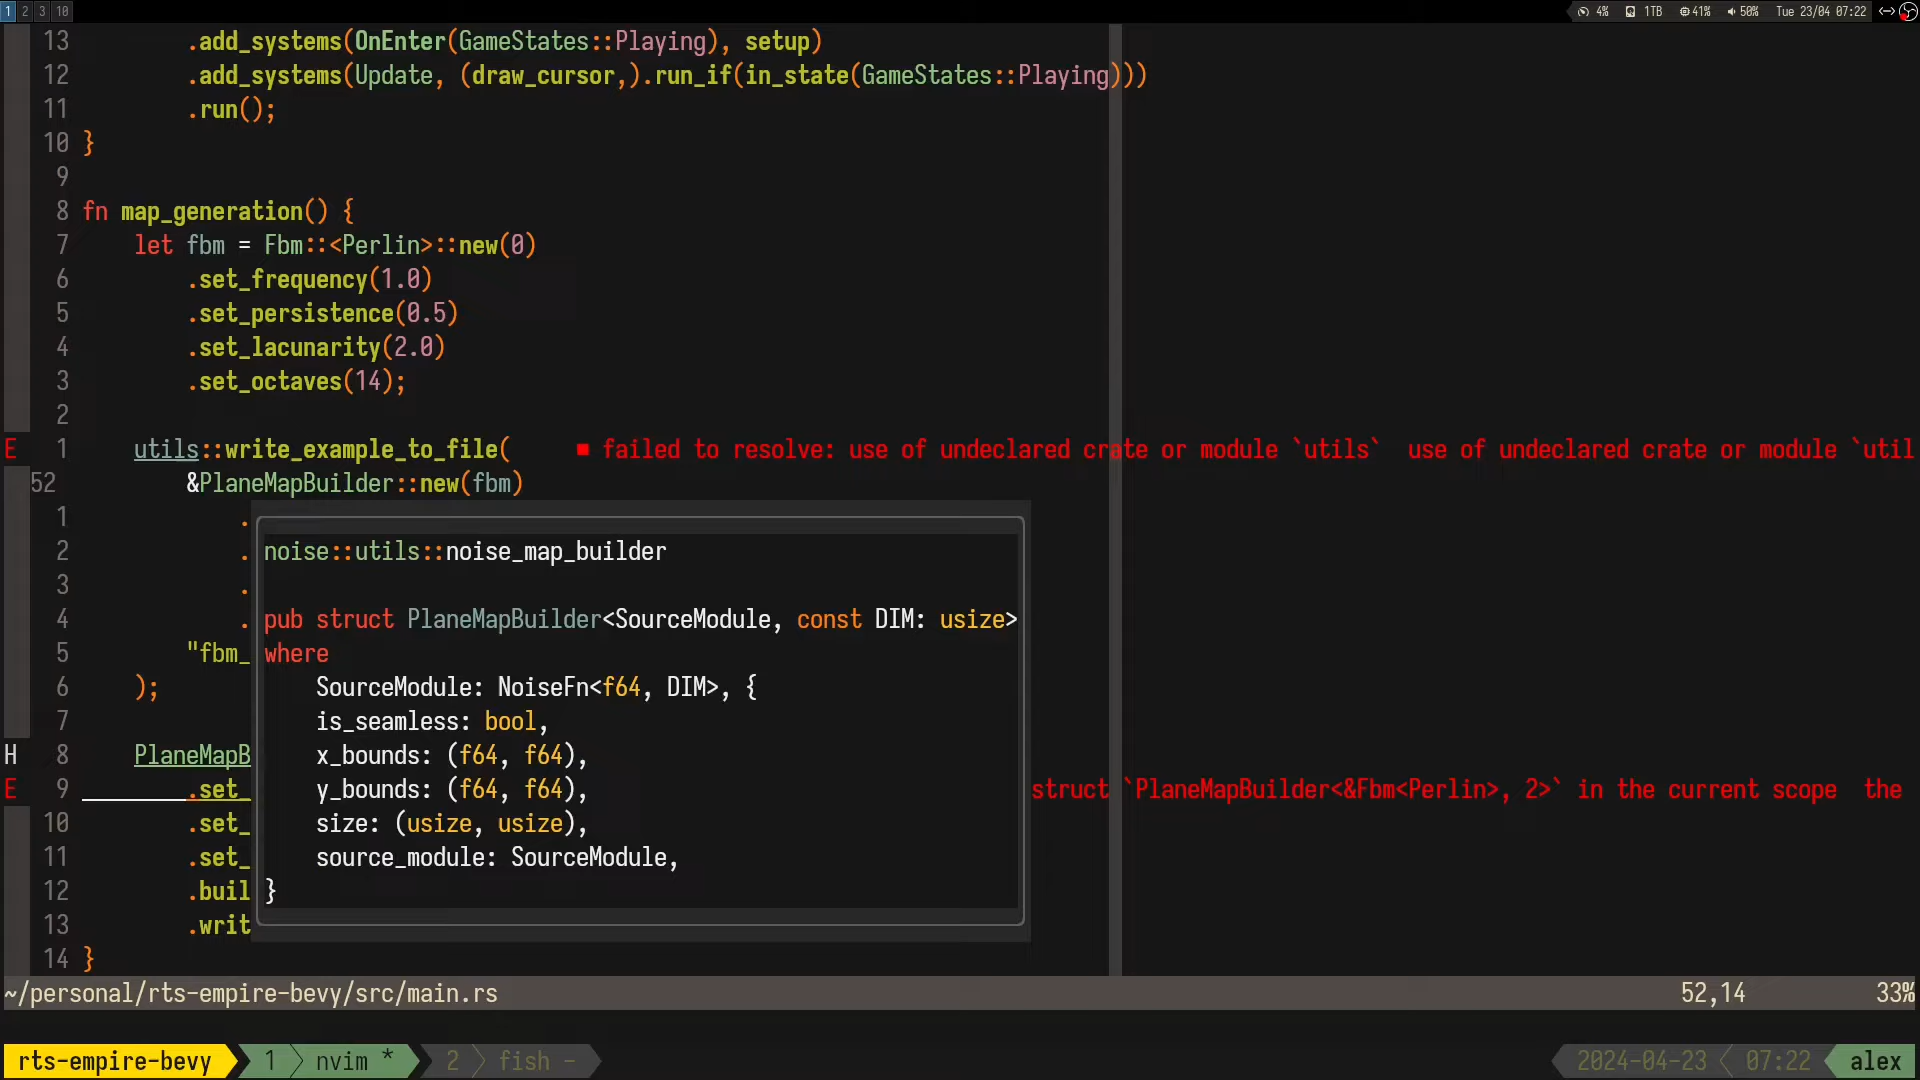 1 2 3 10 4% 1TB 41% 50% Tue 23/04 07:22
13 .add_systems(OnEnter(GameStates::Playing), setup)
12 .add_systems(Update, (draw_cursor,).run_if(in_state(GameStates::Playing)))
11 .run();
10 }
9
8 fn map_generation() {
7 let fbm = Fbm::<Perlin>::new(0)
6 .set_frequency(1.0)
5 .set_persistence(0.5)
4 .set_lacunarity(2.0)
3 .set_octaves(14);
2
E 1 utils::write_example_to_file( ■ failed to resolve: use of undeclared crate or module `utils` use of undeclared crate or module `util
52 &PlaneMapBuilder::new(fbm)
1 .
2 . noise::utils::noise_map_builder
3 .
4 . pub struct PlaneMapBuilder<SourceModule, const DIM: usize>
5 "fbm_ where
6 ); SourceModule: NoiseFn<f64, DIM>, {
7 is_seamless: bool,
H 8 PlaneMapB x_bounds: (f64, f64),
E 9 .set_ y_bounds: (f64, f64), struct `PlaneMapBuilder<&Fbm<Perlin>, 2>` in the current scope the
10 .set_ size: (usize, usize),
11 .set_ source_module: SourceModule,
12 .buil }
13 .writ
14 }
~/personal/rts-empire-bevy/src/main.rs 52,14 33%
rts-empire-bevy 1 nvim * 2 fish - 2024-04-23 07:22 alex